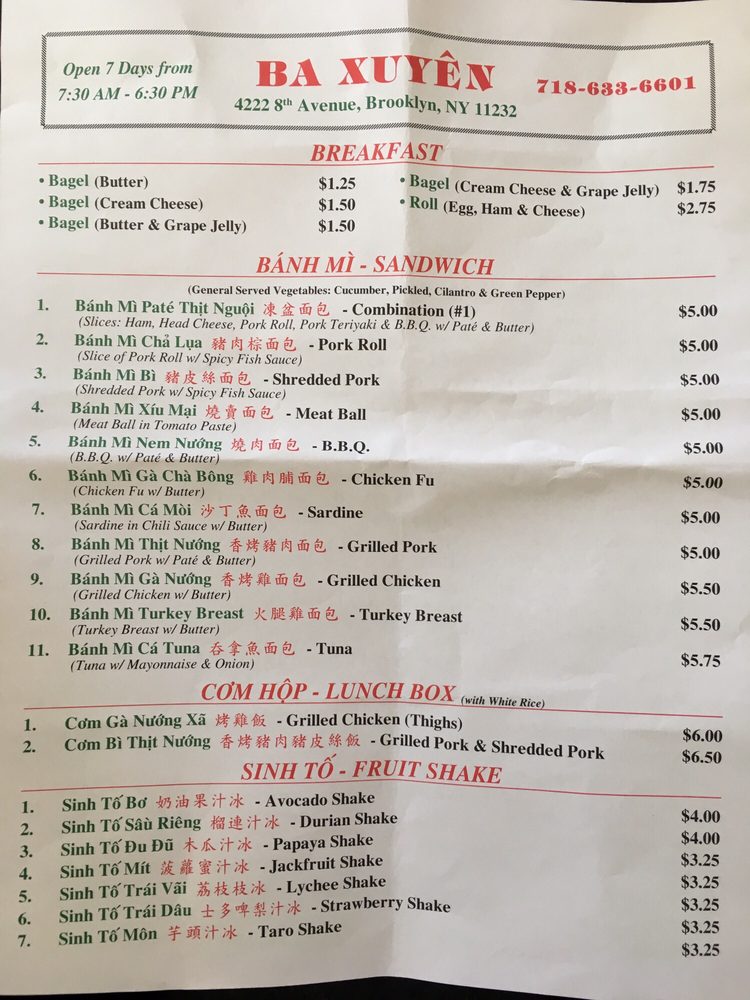 Open 7 Days from
7:30 AM - 6:30 PM
BA XUYÊN
4222 8th Avenue, Brooklyn, NY 11232
718-633-6601
BREAKFAST
• Bagel (Butter) $1.25
• Bagel (Cream Cheese) $1.50
• Bagel (Butter & Grape Jelly) $1.50
• Bagel (Cream Cheese & Grape Jelly) $1.75
• Roll (Egg, Ham & Cheese) $2.75
BÁNH MÌ - SANDWICH
(General Served Vegetables: Cucumber, Pickled, Cilantro & Green Pepper)
1. Bánh Mì Paté Thịt Nguội 凍盆面包 - Combination (#1) $5.00
(Slices: Ham, Head Cheese, Pork Roll, Pork Teriyaki & B.B.Q. w/ Paté & Butter)
2. Bánh Mì Chả Lụa 豬肉棕面包 - Pork Roll $5.00
(Slice of Pork Roll w/ Spicy Fish Sauce)
3. Bánh Mì Bì 豬皮絲面包 - Shredded Pork $5.00
(Shredded Pork w/ Spicy Fish Sauce)
4. Bánh Mì Xíu Mại 燒賣面包 - Meat Ball $5.00
(Meat Ball in Tomato Paste)
5. Bánh Mì Nem Nướng 燒肉面包 - B.B.Q. $5.00
(B.B.Q. w/ Paté & Butter)
6. Bánh Mì Gà Chà Bông 雞肉脯面包 - Chicken Fu $5.00
(Chicken Fu w/ Butter)
7. Bánh Mì Cá Mòi 沙丁魚面包 - Sardine $5.00
(Sardine in Chili Sauce w/ Butter)
8. Bánh Mì Thịt Nướng 香烤豬肉面包 - Grilled Pork $5.00
(Grilled Pork w/ Paté & Butter)
9. Bánh Mì Gà Nướng 香烤雞面包 - Grilled Chicken $5.50
(Grilled Chicken w/ Butter)
10. Bánh Mì Turkey Breast 火腿雞面包 - Turkey Breast $5.50
(Turkey Breast w/ Butter)
11. Bánh Mì Cá Tuna 吞拿魚面包 - Tuna $5.75
(Tuna w/ Mayonnaise & Onion)
CƠM HỘP - LUNCH BOX (with White Rice)
1. Cơm Gà Nướng Xã 烤雞飯 - Grilled Chicken (Thighs) $6.00
2. Cơm Bì Thịt Nướng 香烤豬肉豬皮絲飯 - Grilled Pork & Shredded Pork $6.50
SINH TỐ - FRUIT SHAKE
1. Sinh Tố Bơ 奶油果汁冰 - Avocado Shake $4.00
2. Sinh Tố Sâù Riêng 榴連汁冰 - Durian Shake $4.00
3. Sinh Tố Đu Đũ 木瓜汁冰 - Papaya Shake $3.25
4. Sinh Tố Mít 菠蘿蜜汁冰 - Jackfruit Shake $3.25
5. Sinh Tố Trái Vãi 荔枝枝冰 - Lychee Shake $3.25
6. Sinh Tố Trái Dâu 士多啤梨汁冰 - Strawberry Shake $3.25
7. Sinh Tố Môn 芋頭汁冰 - Taro Shake $3.25